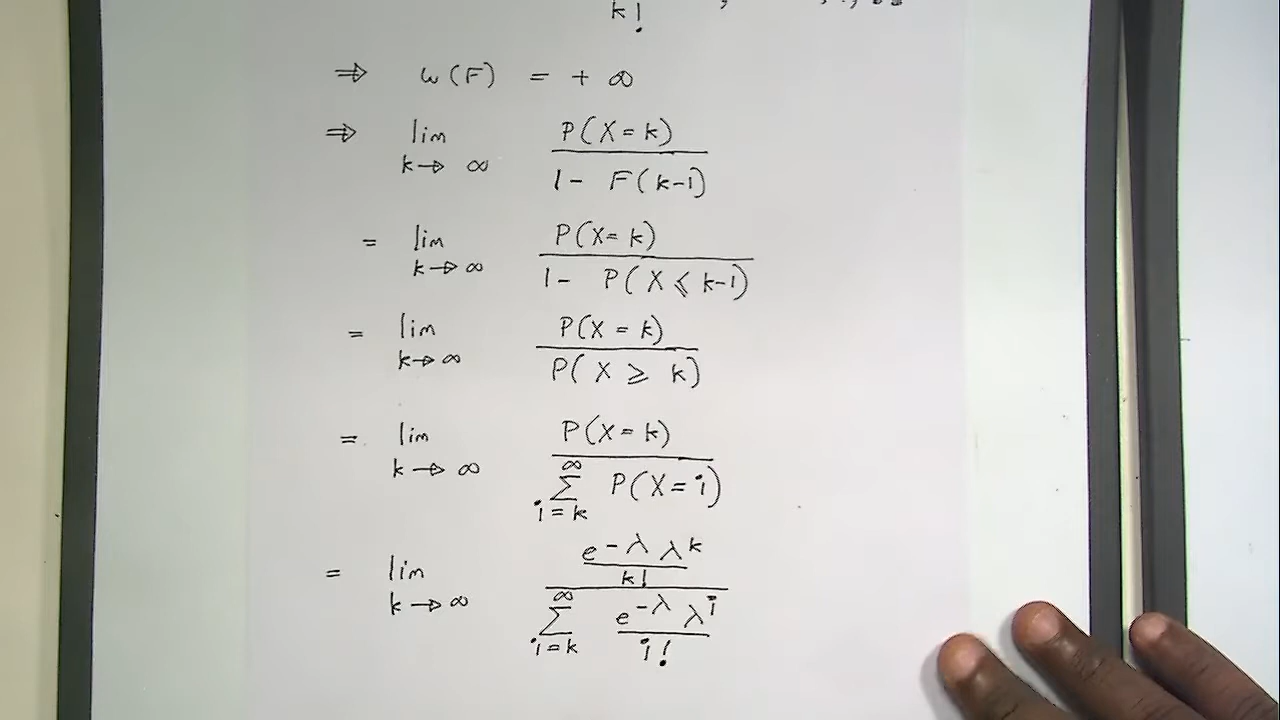 k!
⇒ w(F) = + ∞
⇒ lim k→ ∞ P(X=k) / 1 - F(k-1)
= lim k→∞ P(X=k) / 1 - P(X ⩽ k-1)
= lim k→∞ P(X = k) / P(X ≥ k)
= lim k→∞ P(X=k) / ∑_{i=k}^{∞} P(X=i)
= lim k→∞ (e^{-λ} λ^k / k!) / ∑_{i=k}^{∞} (e^{-λ} λ^i / i!)